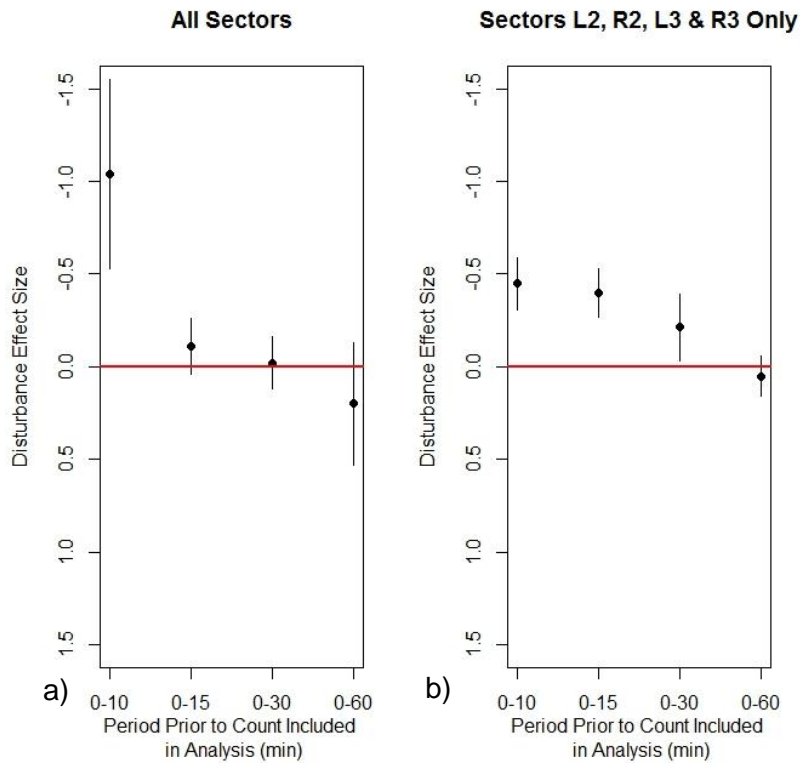 All Sectors
-1.5
-1.0
-0.5
0.0
0.5
1.0
1.5
Disturbance Effect Size
a)
0-10 0-15 0-30 0-60
Period Prior to Count Included
in Analysis (min)
Sectors L2, R2, L3 & R3 Only
-1.5
-1.0
-0.5
0.0
0.5
1.0
1.5
Disturbance Effect Size
b)
0-10 0-15 0-30 0-60
Period Prior to Count Included
in Analysis (min)